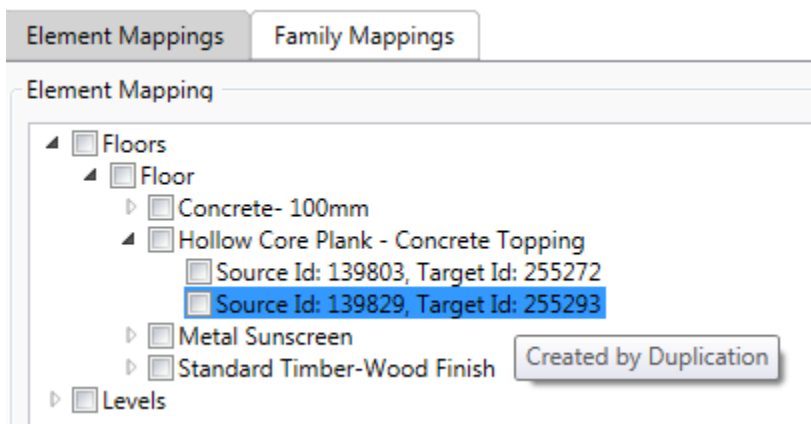 Element Mappings
Family Mappings
Element Mapping
Floors
Floor
Concrete- 100mm
Hollow Core Plank - Concrete Topping
Source Id: 139803, Target Id: 255272
Source Id: 139829, Target Id: 255293
Metal Sunscreen
Created by Duplication
Standard Timber-Wood Finish
Levels